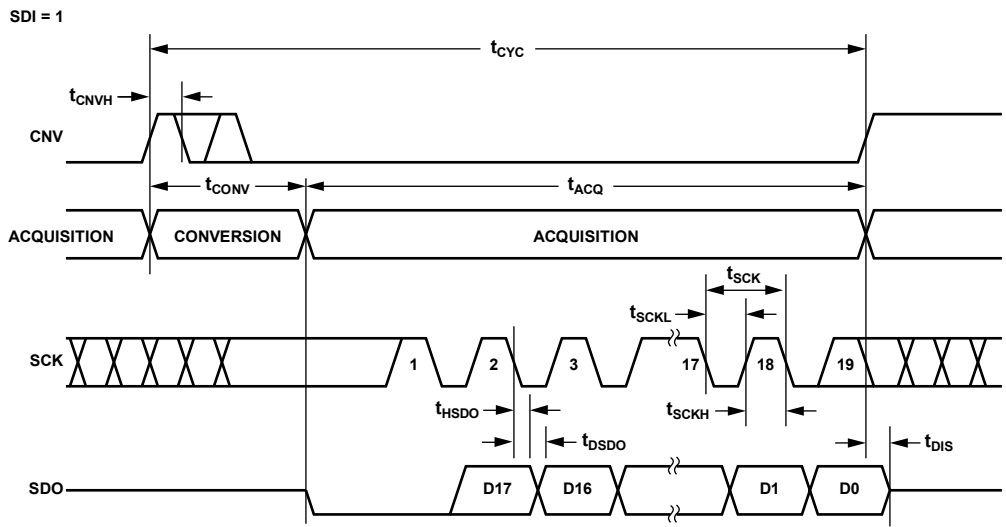 SDI = 1
tCYC
tCNVH
CNV
tCONV
tACQ
ACQUISITION
CONVERSION
ACQUISITION
tSCK
tSCKL
SCK
1
2
3
17
18
19
tHSDO
tSCKH
tDSDO
tDIS
SDO
D17
D16
D1
D0